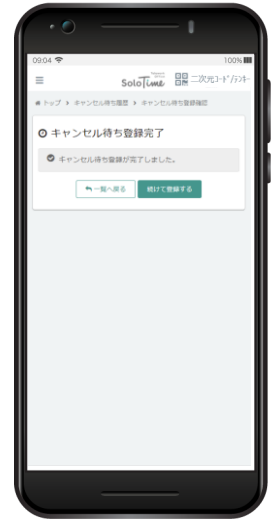 09:04 100%
SoloTime 二次元ｺｰﾄﾞ/ﾃﾝｷｰ
トップ > キャンセル待ち履歴 > キャンセル待ち登録確認
キャンセル待ち登録完了
キャンセル待ち登録が完了しました。
一覧へ戻る 続けて登録する